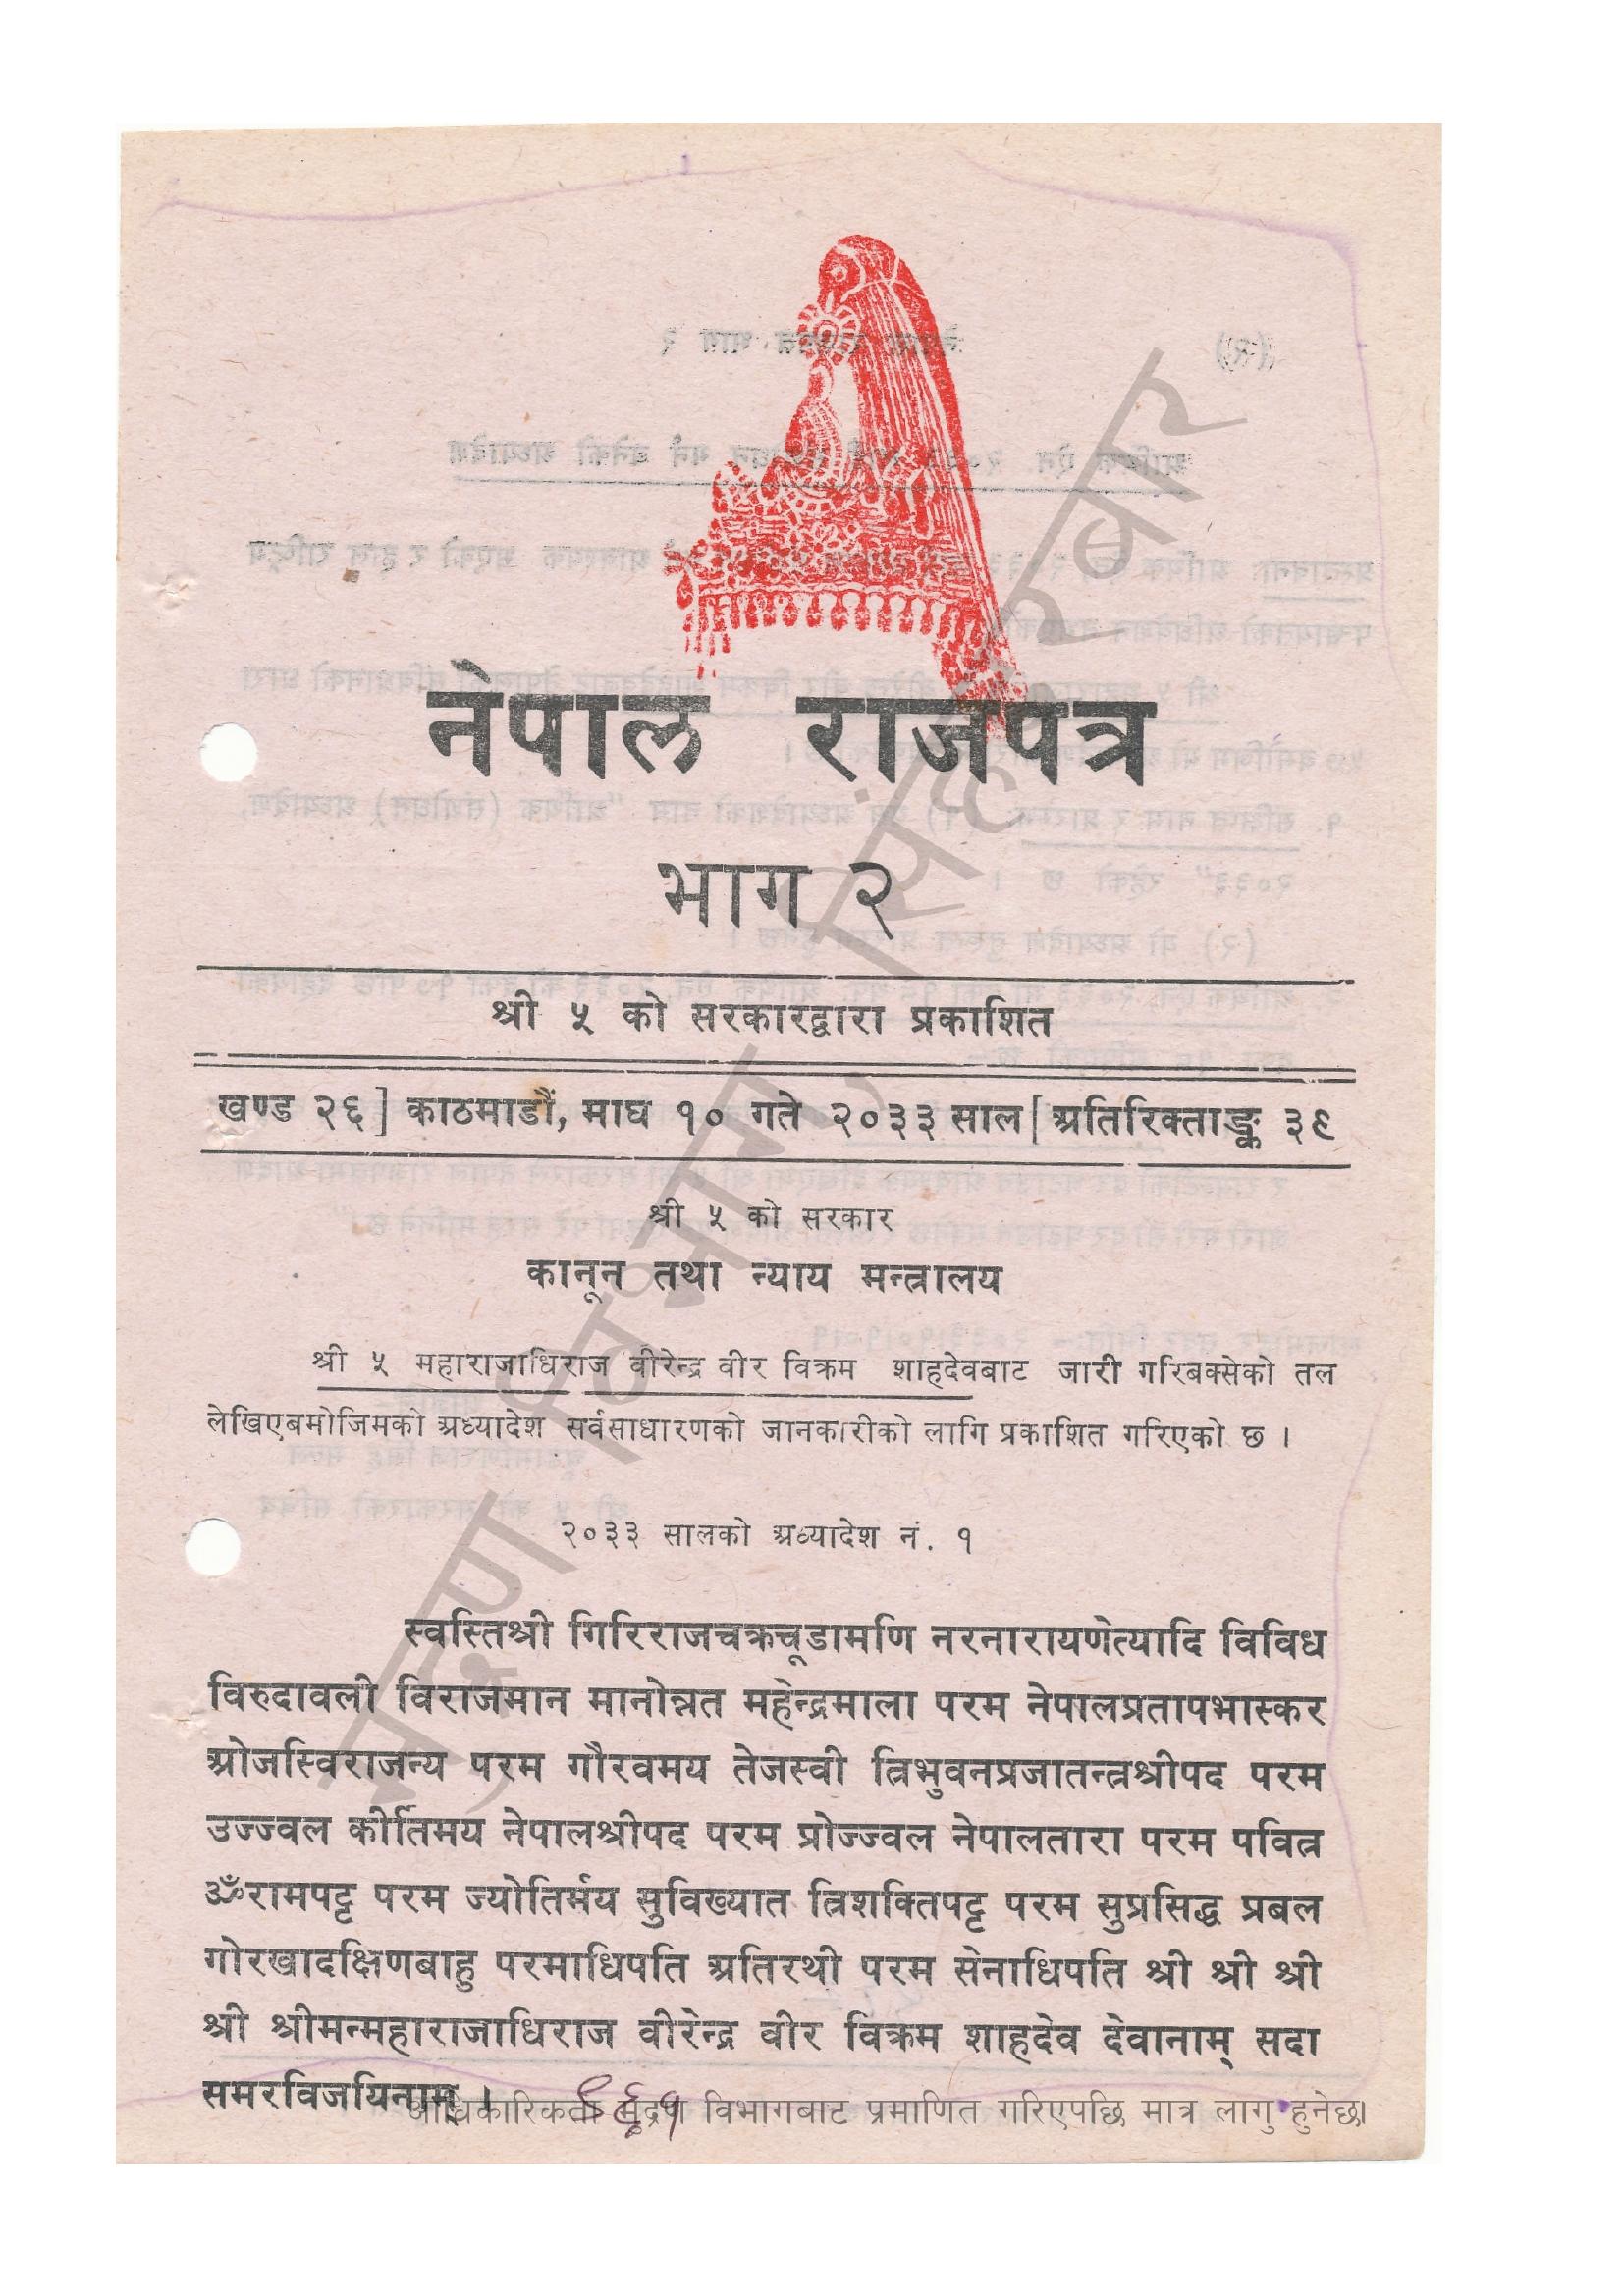 नेपाल राजपत्र
भाग २
श्री ५ को सरकारद्वारा प्रकाशित
खण्ड २६] काठमाडौं, माघ १० गते २०३३ साल [अतिरिक्ताङ्क ३९
श्री ५ को सरकार
कानून तथा न्याय मन्त्रालय
श्री ५ महाराजाधिराज वीरेन्द्र वीर विक्रम शाहदेवबाट जारी गरिबक्सेको तल
लेखिएबमोजिमको अध्यादेश सर्वसाधारणको जानकारीको लागि प्रकाशित गरिएको छ ।
२०३३ सालको अध्यादेश नं. १
स्वस्तिश्री गिरिराजचक्रचूडामणि नरनारायणेत्यादि विविध
विरुदावली विराजमान मानोन्नत महेन्द्रमाला परम नेपालप्रतापभास्कर
ओजस्विराजन्य परम गौरवमय तेजस्वी त्रिभुवनप्रजातन्त्रश्रीपद परम
उज्ज्वल कीर्तिमय नेपालश्रीपद परम प्रोज्ज्वल नेपालतारा परम पवित्र
ॐरामपट्ट परम ज्योतिर्मय सुविख्यात त्रिशक्तिपट्ट परम सुप्रसिद्ध प्रबल
गोरखादक्षिणबाहु परमाधिपति अतिरथी परम सेनाधिपति श्री श्री श्री
श्री श्रीमन्महाराजाधिराज वीरेन्द्र वीर विक्रम शाहदेव देवानाम् सदा
समरविजयिनाम् ।
आधिकारिकता मुद्रण विभागबाट प्रमाणित गरिएपछि मात्र लागु हुनेछ।
मुद्रण विभाग, सिंहदरबार